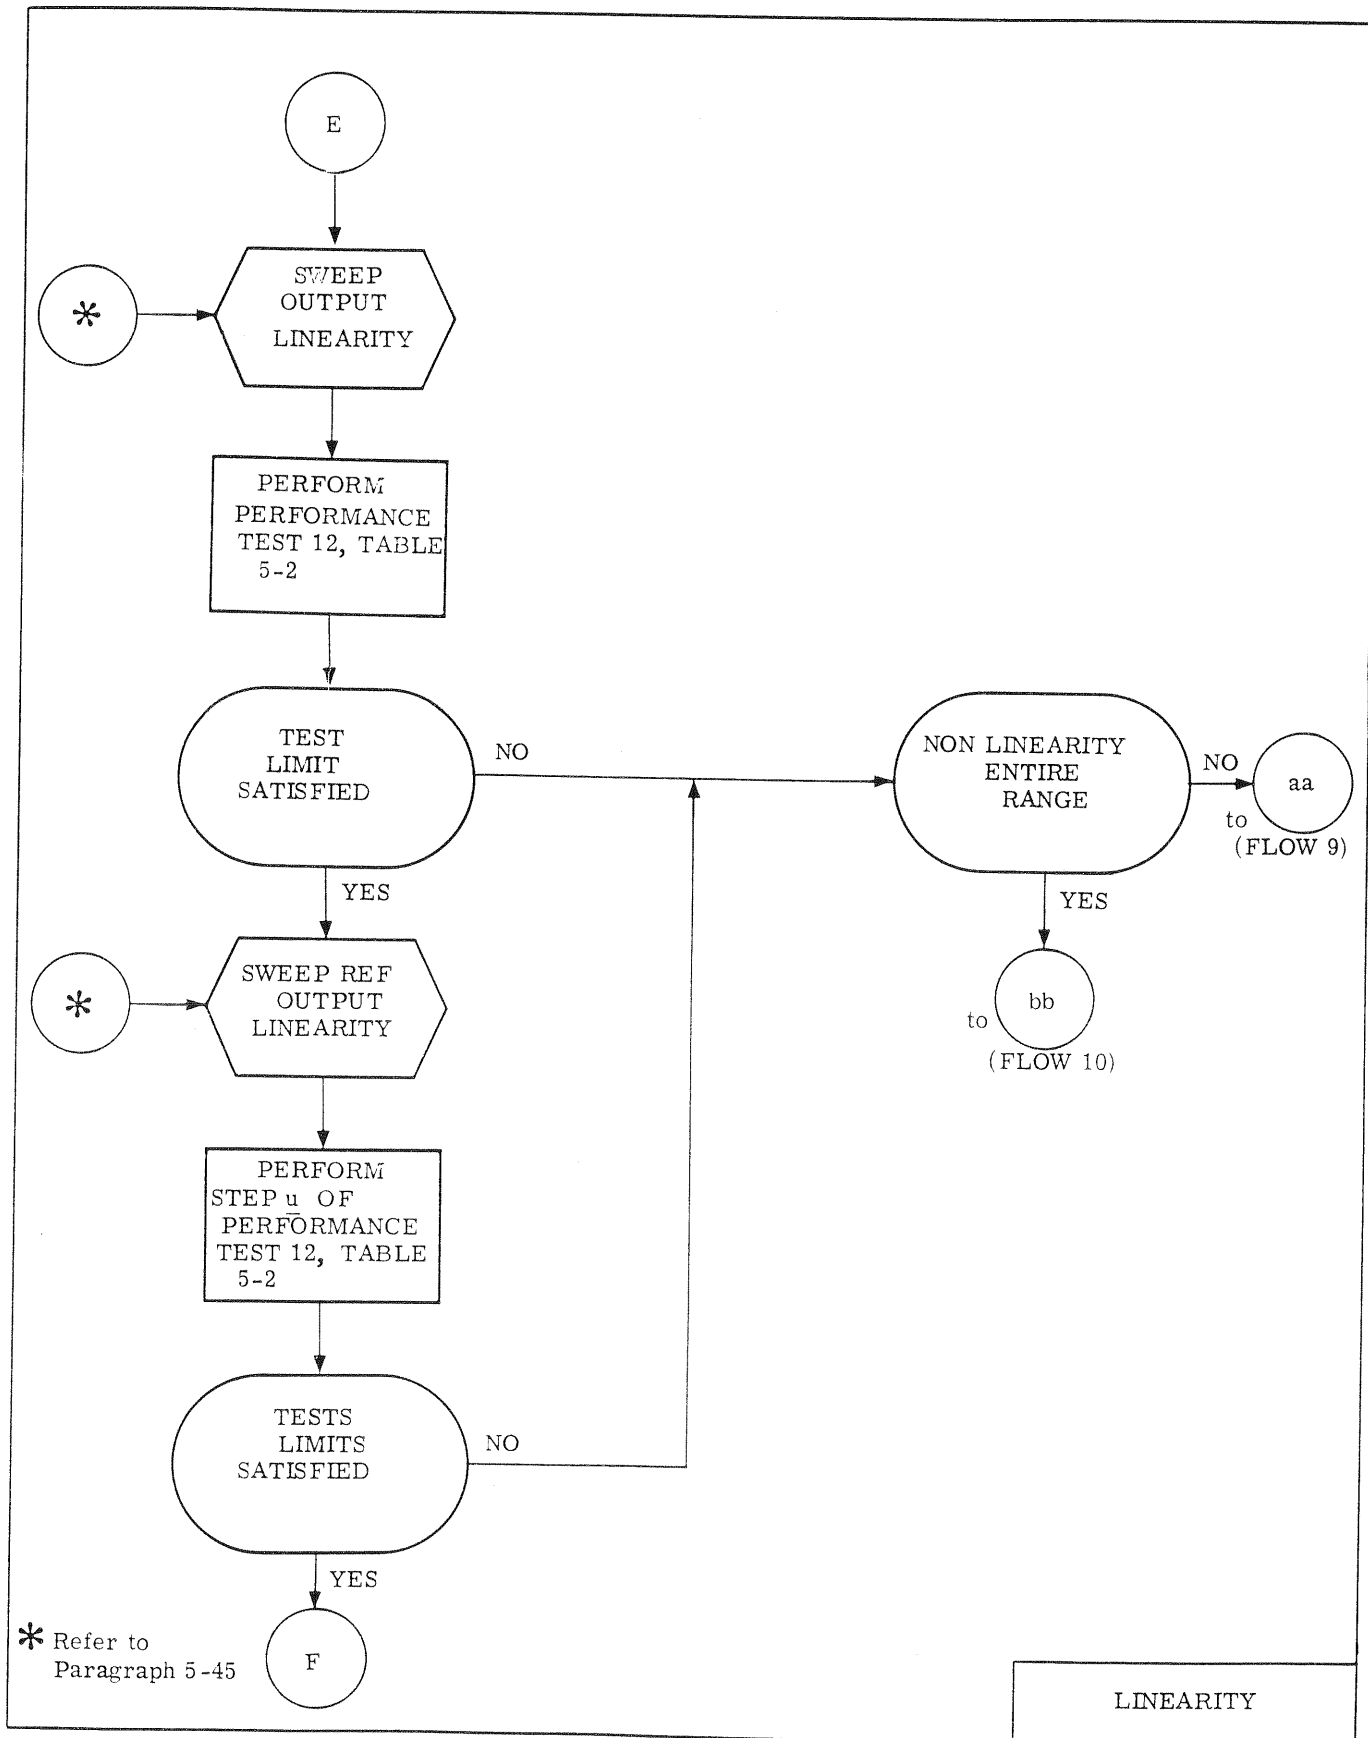 E
*
SWEEP
OUTPUT
LINEARITY
PERFORM
PERFORMANCE
TEST 12, TABLE
5-2
TEST
LIMIT
SATISFIED
NO
NON LINEARITY
ENTIRE
RANGE
NO
aa
to
(FLOW 9)
YES
YES
bb
to
(FLOW 10)
*
SWEEP REF
OUTPUT
LINEARITY
PERFORM
STEP u OF
PERFORMANCE
TEST 12, TABLE
5-2
TESTS
LIMITS
SATISFIED
NO
YES
F
* Refer to
Paragraph 5-45
LINEARITY